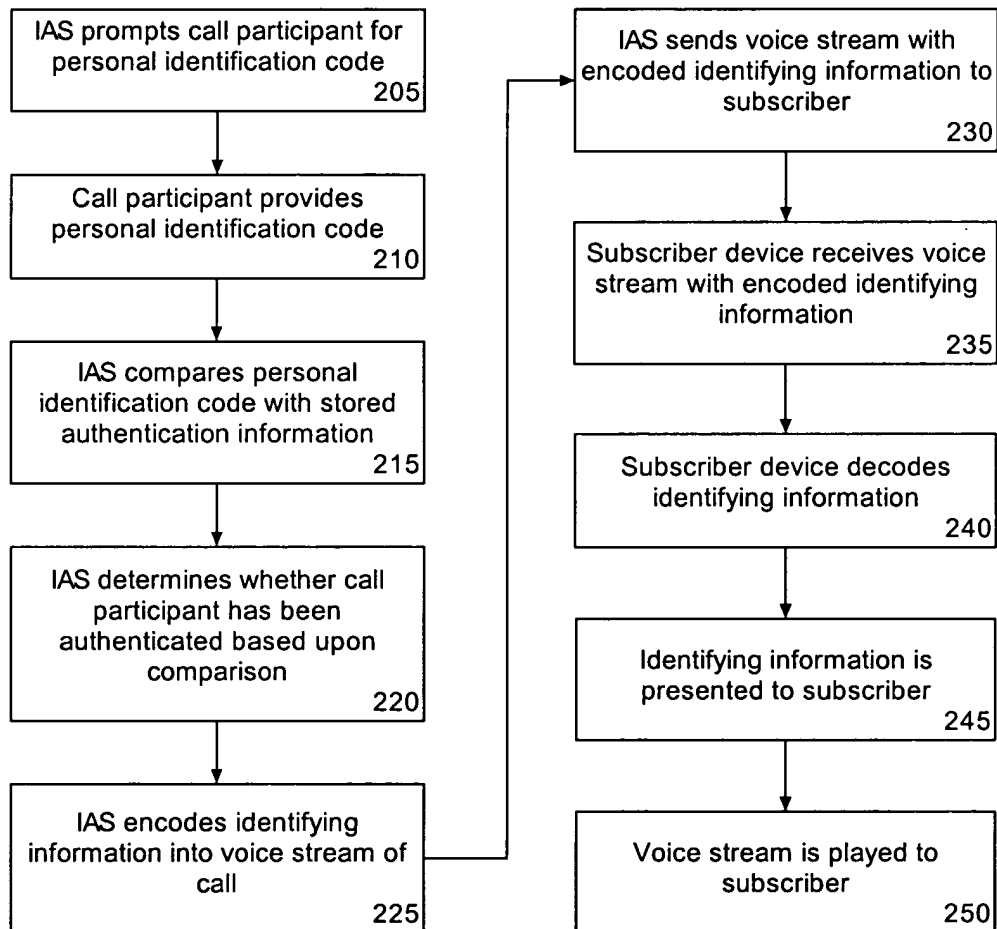 IAS prompts call participant for
personal identification code
205
Call participant provides
personal identification code
210
IAS compares personal
identification code with stored
authentication information
215
IAS determines whether call
participant has been
authenticated based upon
comparison
220
IAS encodes identifying
information into voice stream of
call
225
IAS sends voice stream with
encoded identifying information to
subscriber
230
Subscriber device receives voice
stream with encoded identifying
information
235
Subscriber device decodes
identifying information
240
Identifying information is
presented to subscriber
245
Voice stream is played to
subscriber
250